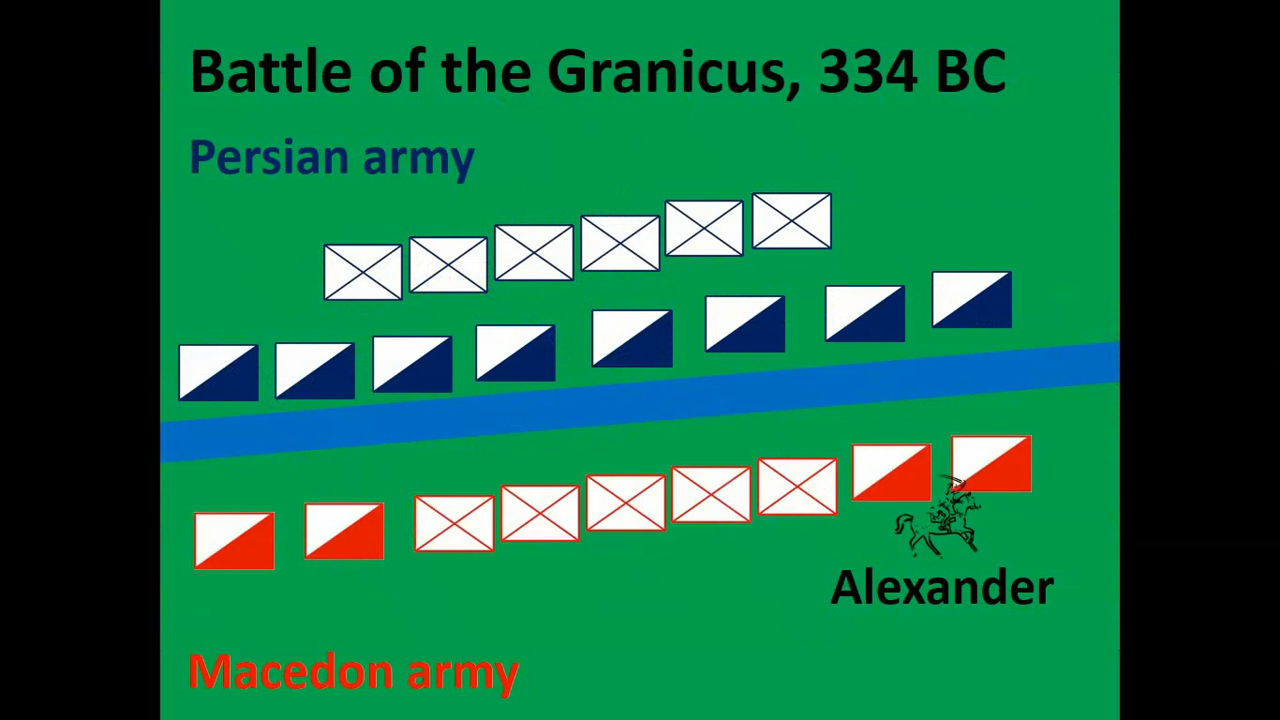 Battle of the Granicus, 334 BC
Persian army
Alexander
Macedon army